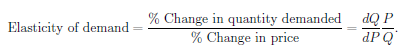 Elasticity of demand = % Change in quantity demanded / % Change in price = dQ P / dP Q.